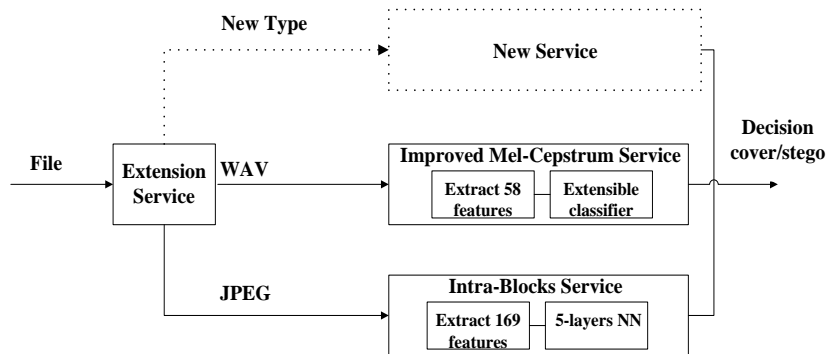 New Type
New Service
Decision
cover/stego
File
Extension
Service
WAV
Improved Mel-Cepstrum Service
Extract 58
features
Extensible
classifier
JPEG
Intra-Blocks Service
Extract 169
features
5-layers NN